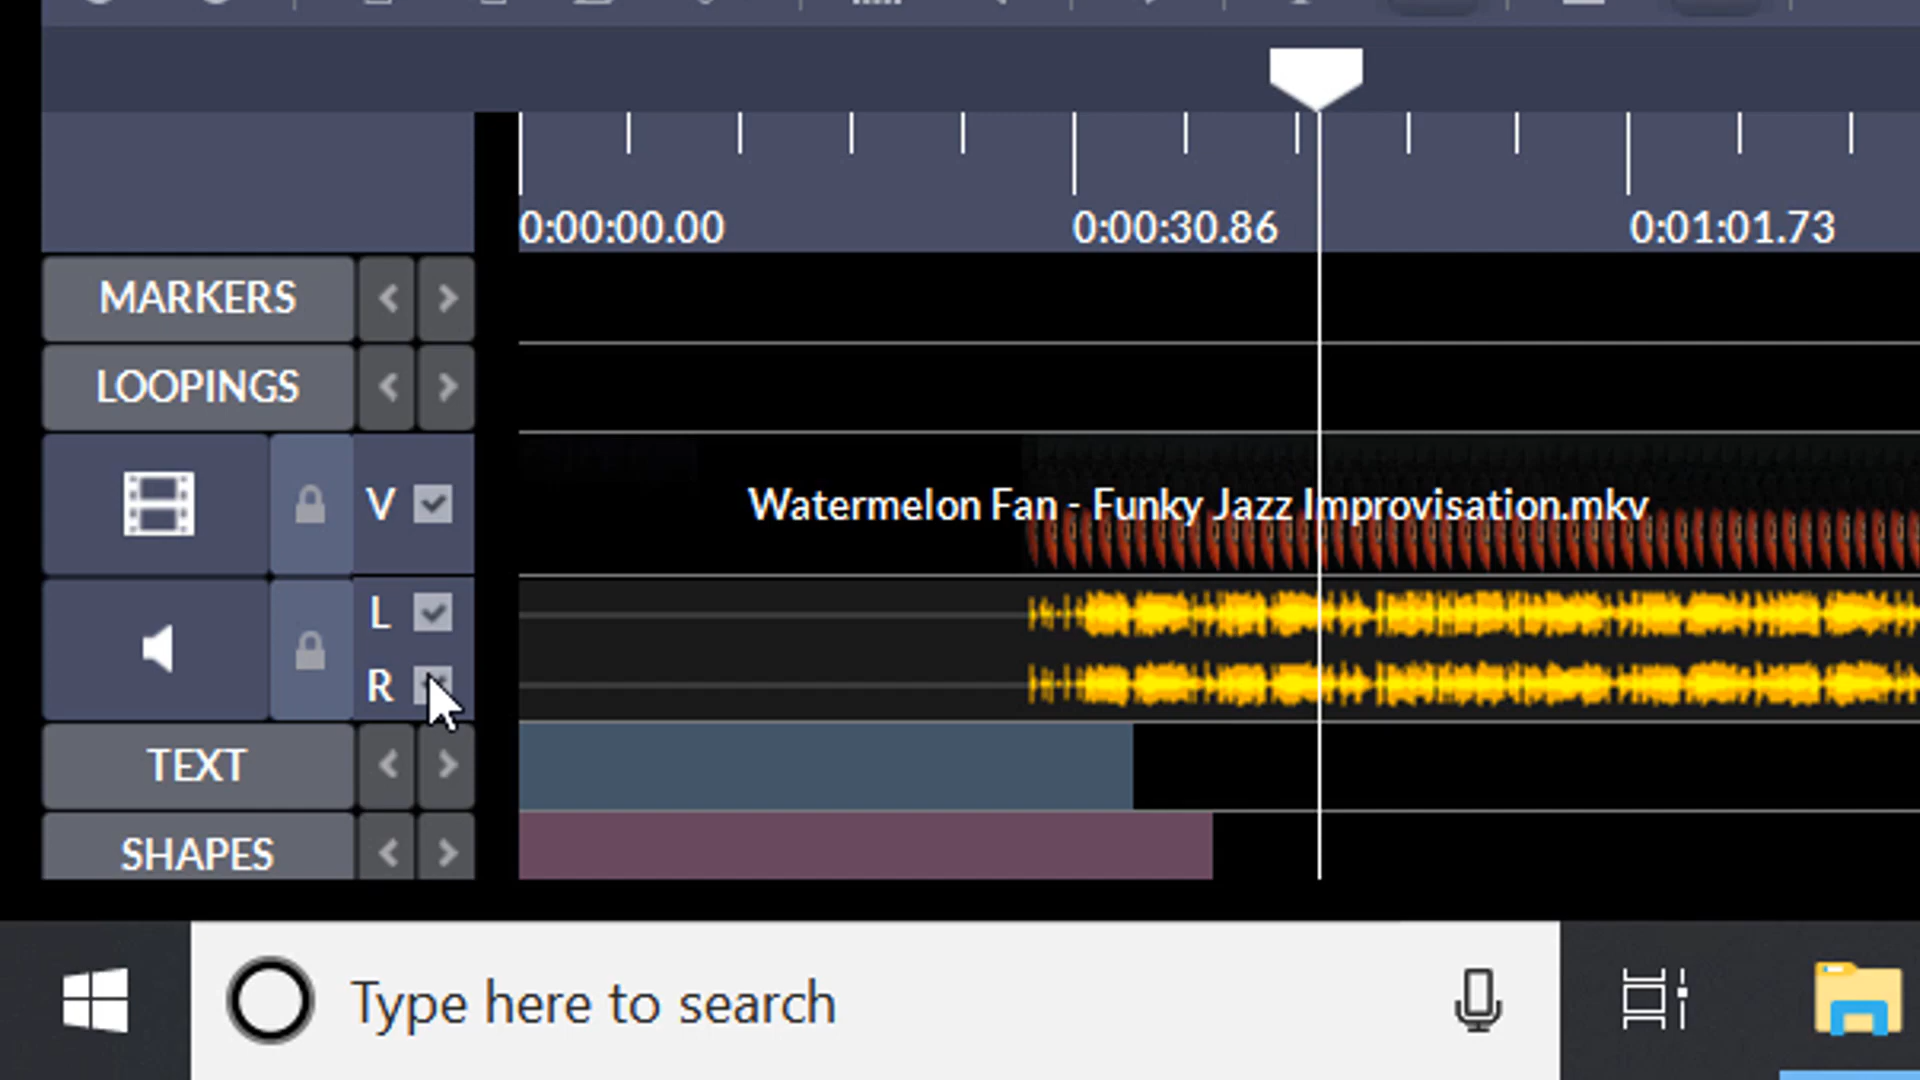 0:00:00.00 0:00:30.86 0:01:01.73
MARKERS
LOOPINGS
V Watermelon Fan - Funky Jazz Improvisation.mkv
L
R
TEXT
SHAPES
Type here to search